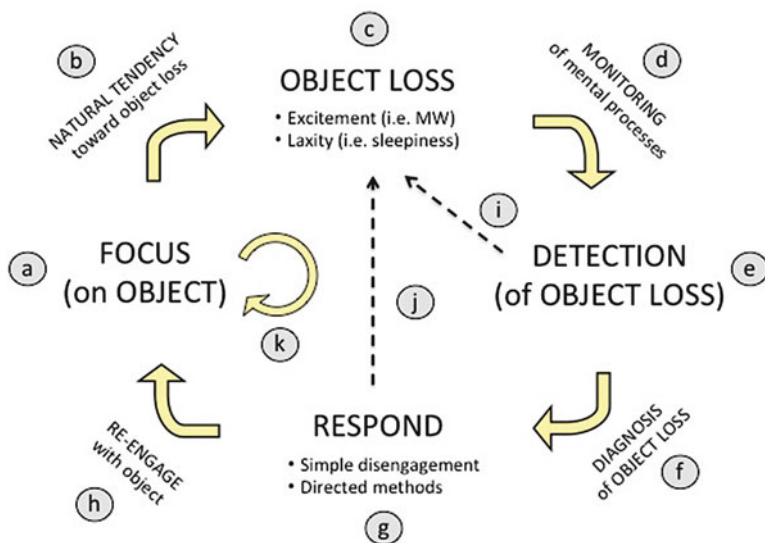 c
b
d
NATURAL TENDENCY
toward object loss
OBJECT LOSS
• Excitement (i.e. MW)
• Laxity (i.e. sleepiness)
MONITORING
of mental processes
i
a
FOCUS
(on OBJECT)
DETECTION
(of OBJECT LOSS)
e
j
k
RE-ENGAGE
with object
h
RESPOND
• Simple disengagement
• Directed methods
g
DIAGNOSIS
of OBJECT LOSS
f